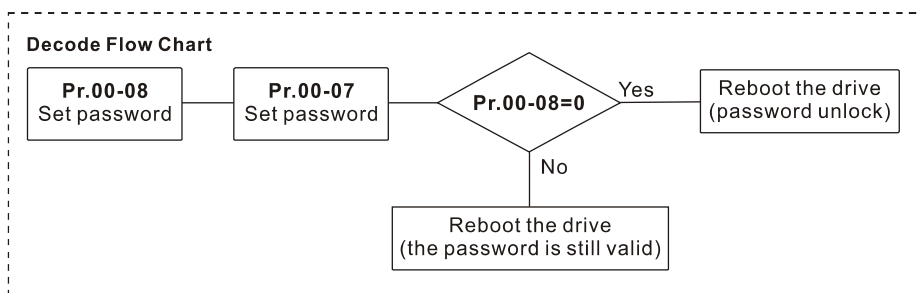 Decode Flow Chart
Pr.00-08
Set password
Pr.00-07
Set password
Pr.00-08=0
Yes
Reboot the drive
(password unlock)
No
Reboot the drive
(the password is still valid)